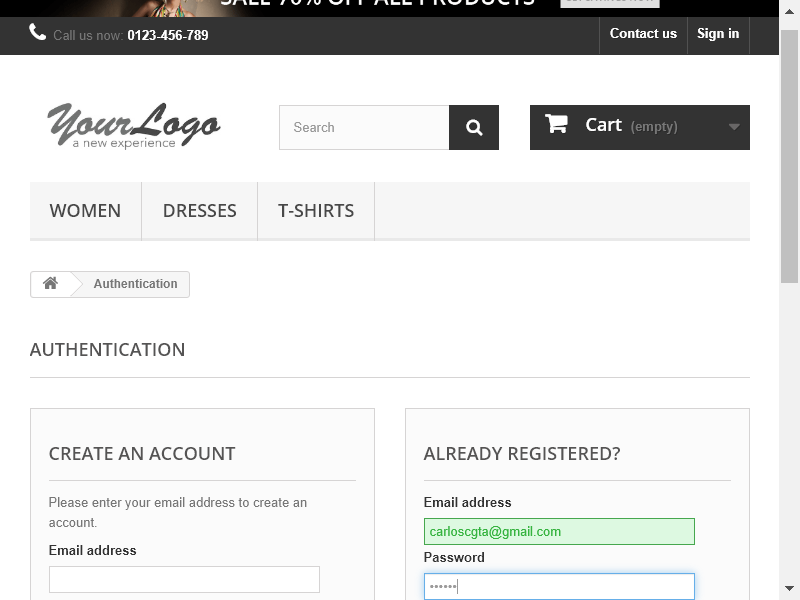 SALE 70% OFF ALL PRODUCTS
Call us now: 0123-456-789
Contact us
Sign in
YourLogo
a new experience
Search
Cart (empty)
WOMEN
DRESSES
T-SHIRTS
Authentication
AUTHENTICATION
CREATE AN ACCOUNT
Please enter your email address to create an
account.
Email address
ALREADY REGISTERED?
Email address
carloscgta@gmail.com
Password
••••••